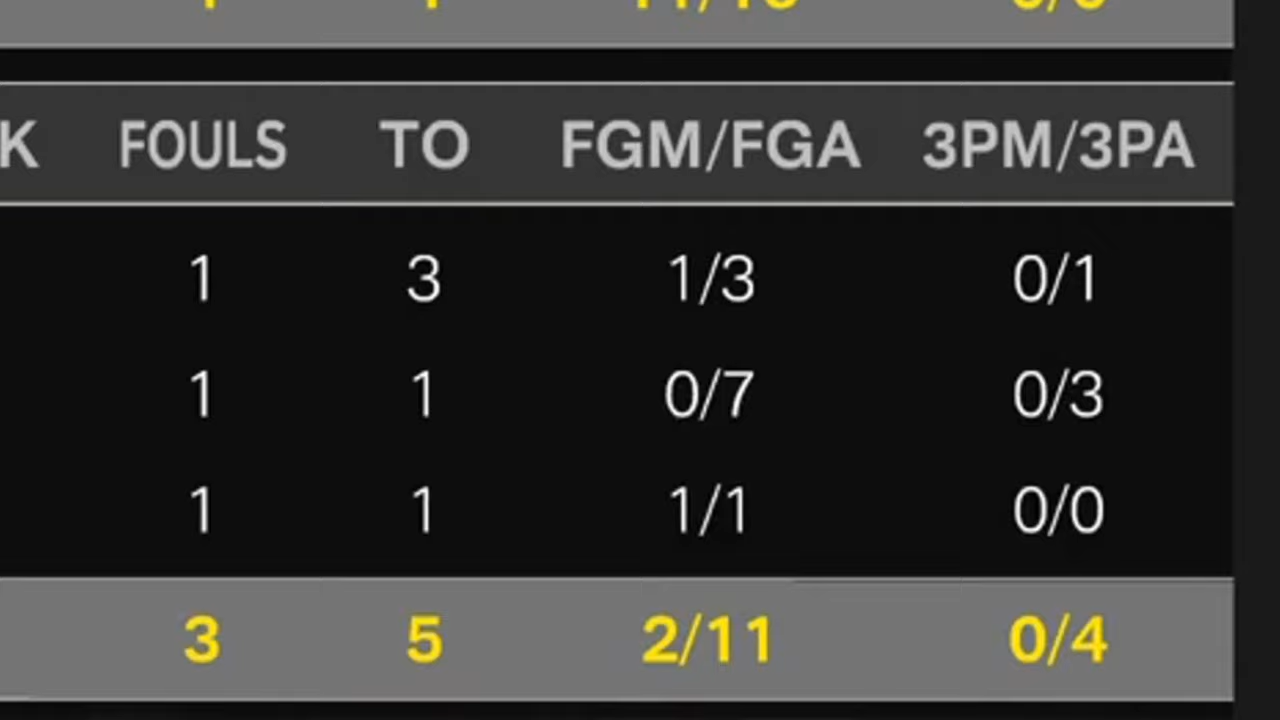 K FOULS TO FGM/FGA 3PM/3PA
1 3 1/3 0/1
1 1 0/7 0/3
1 1 1/1 0/0
3 5 2/11 0/4